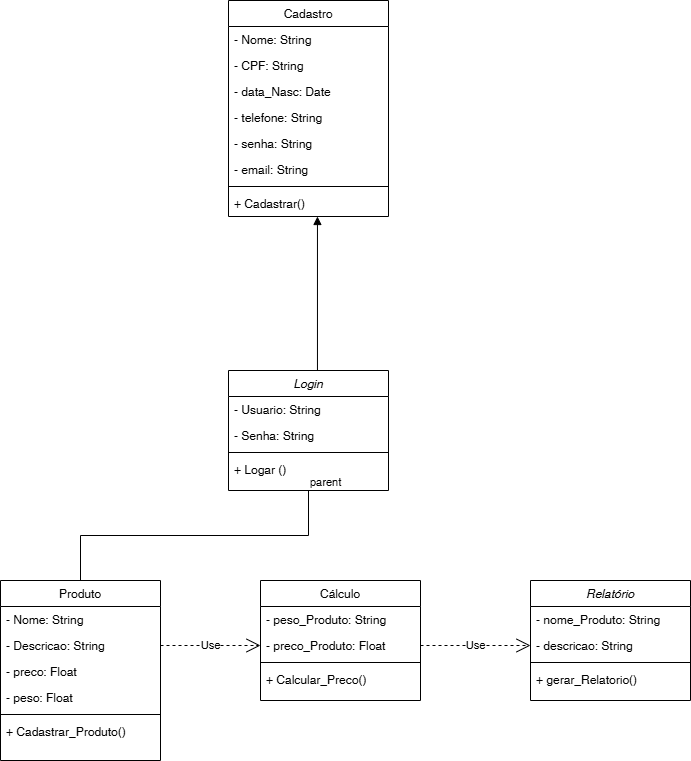 Cadastro
- Nome: String
- CPF: String
- data_Nasc: Date
- telefone: String
- senha: String
- email: String
+ Cadastrar()
Login
- Usuario: String
- Senha: String
+ Logar ()
parent
Produto
- Nome: String
- Descricao: String
- preco: Float
- peso: Float
+ Cadastrar_Produto()
Use
Cálculo
- peso_Produto: String
- preco_Produto: Float
+ Calcular_Preco()
Use
Relatório
- nome_Produto: String
- descricao: String
+ gerar_Relatorio()